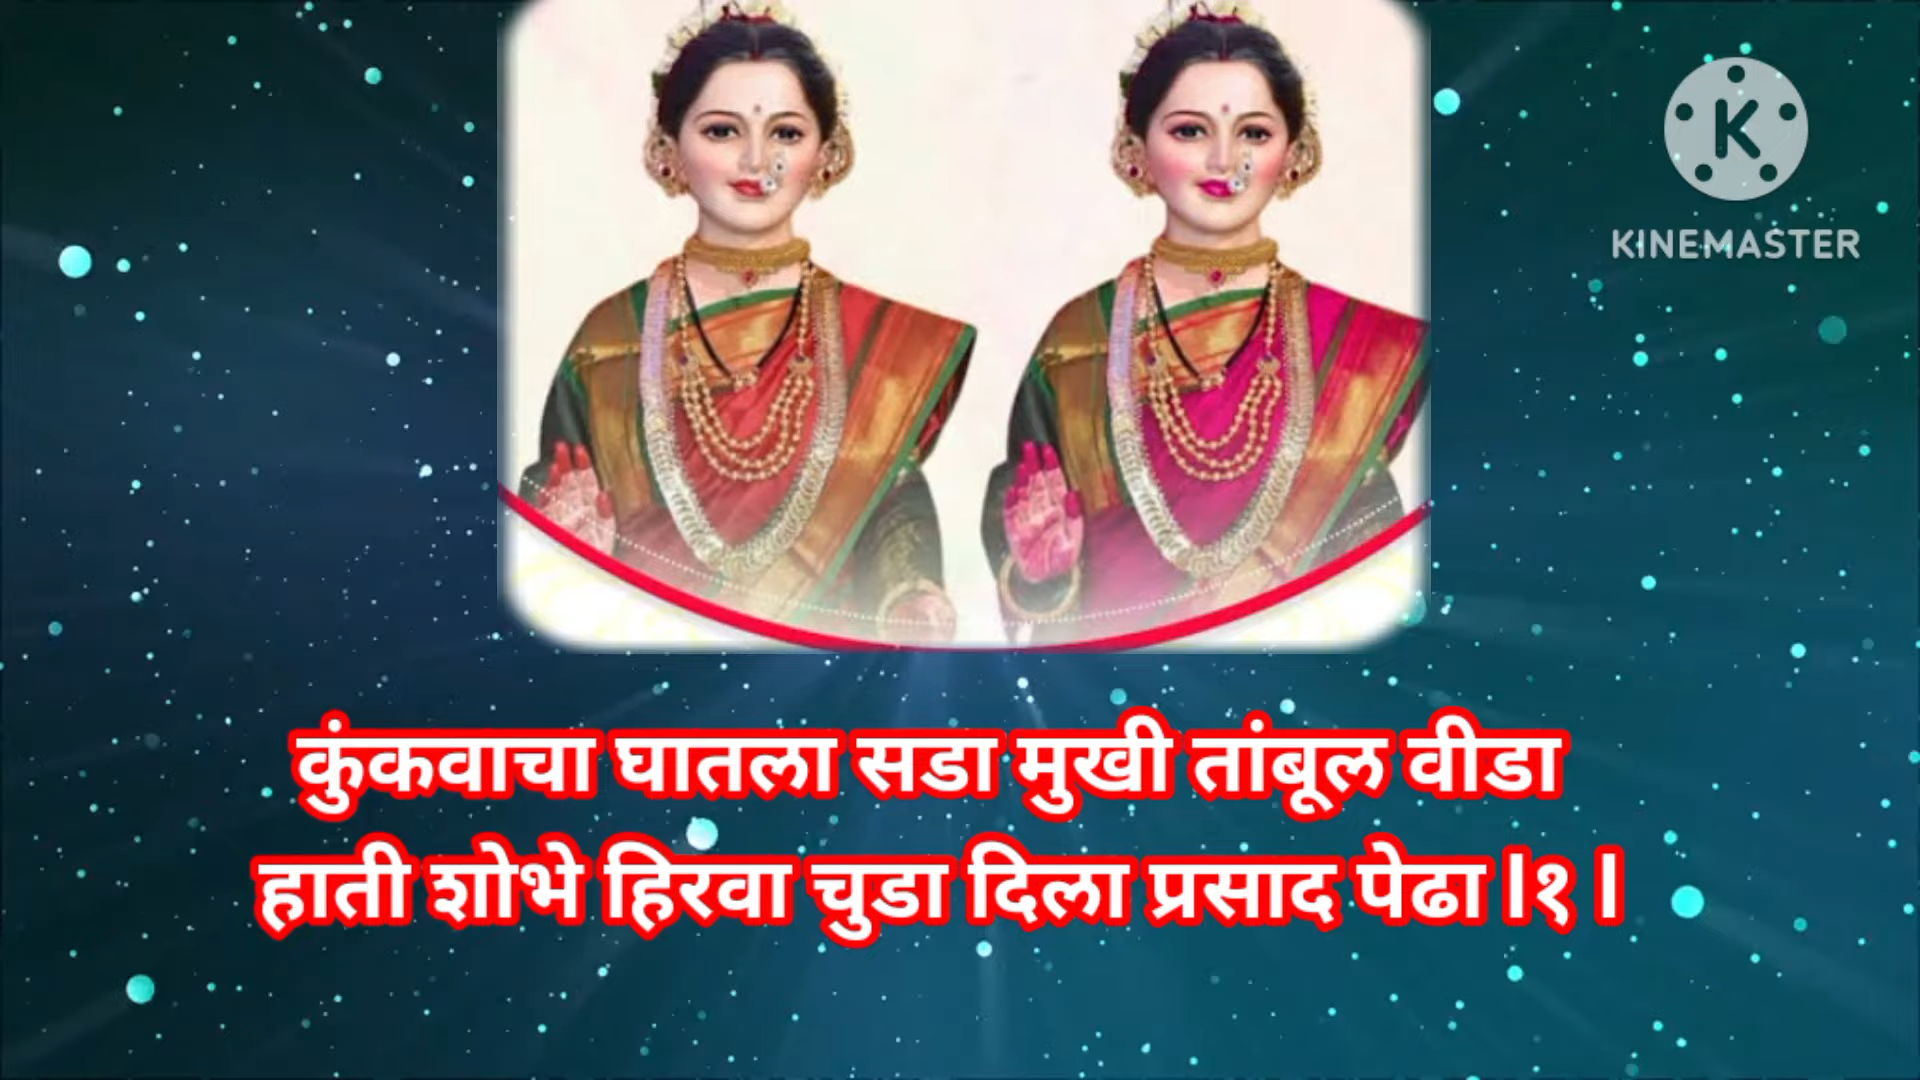 KINEMASTER
कुंकवाचा घातला सडा मुखी तांबूल वीडा
हाती शोभे हिरवा चुडा दिला प्रसाद पेढा ।१ ।